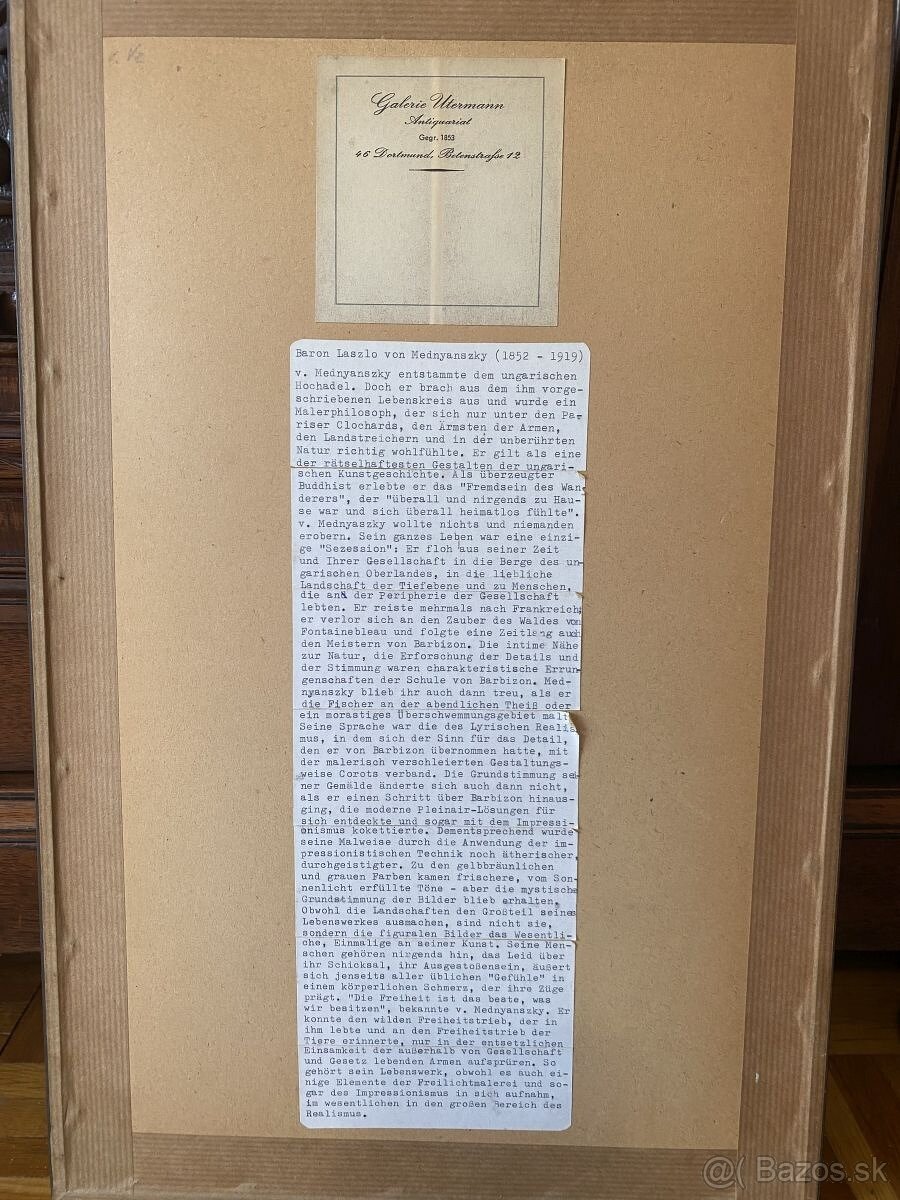 Galerie Utermann
Antiquariat
Gegr. 1853
46 Dortmund, Betenstraße 12
Baron Laszlo von Mednyanszky (1852 - 1919)
v. Mednyanszky entstammte dem ungarischen
Hochadel. Doch er brach aus dem ihm vorge-
schriebenen Lebenskreis aus und wurde ein
Malerphilosoph, der sich nur unter den Pa-
riser Clochards, den Ärmsten der Armen,
den Landstreichern und in der unberührten
Natur richtig wohlfühlte. Er gilt als eine
der rätselhaftesten Gestalten der ungari-
schen Kunstgeschichte. Als überzeugter
Buddhist erlebte er das "Fremdsein des Wan-
derers", der "überall und nirgends zu Hau-
se war und sich überall heimatlos fühlte".
v. Mednyaszky wollte nichts und niemanden
erobern. Sein ganzes Leben war eine einzi-
ge "Sezession": Er floh aus seiner Zeit
und Ihrer Gesellschaft in die Berge des un-
garischen Oberlandes, in die liebliche
Landschaft der Tiefebene und zu Menschen,
die an der Peripherie der Gesellschaft
lebten. Er reiste mehrmals nach Frankreich;
er verlor sich an den Zauber des Waldes von
Fontainebleau und folgte eine Zeitlang auch
den Meistern von Barbizon. Die intime Nähe
zur Natur, die Erforschung der Details und
der Stimmung waren charakteristische Errun-
genschaften der Schule von Barbizon. Med-
nyanszky blieb ihr auch dann treu, als er
die Fischer an der abendlichen Theiß oder
ein morastiges Überschwemmungsgebiet malt
Seine Sprache war die des Lyrischen Realis
mus, in dem sich der Sinn für das Detail,
den er von Barbizon übernommen hatte, mit
der malerisch verschleierten Gestaltungs-
weise Corots verband. Die Grundstimmung sei-
ner Gemälde änderte sich auch dann nicht,
als er einen Schritt über Barbizon hinaus-
ging, die moderne Pleinair-Lösungen für
sich entdeckte und sogar mit dem Impressi-
onismus kokettierte. Dementsprechend wurde
seine Malweise durch die Anwendung der im-
pressionistischen Technik noch ätherischer,
durchgeistigter. Zu den gelbbräunlichen
und grauen Farben kamen frischere, vom Son-
nenlicht erfüllte Töne - aber die mystische
Grundstimmung der Bilder blieb erhalten.
Obwohl die Landschaften den Großteil seines
Lebenswerkes ausmachen, sind nicht sie,
sondern die figuralen Bilder das Wesentli-
che, Einmalige an seiner Kunst. Seine Men-
schen gehören nirgends hin, das Leid über
ihr Schicksal, ihr Ausgestoßensein, äußert
sich jenseits aller üblichen "Gefühle" in
einem körperlichen Schmerz, der ihre Züge
prägt. "Die Freiheit ist das beste, was
wir besitzen", bekannte v. Mednyanszky. Er
konnte den wilden Freiheitstrieb, der in
ihm lebte und an den Freiheitstrieb der
Tiere erinnerte, nur in der entsetzlichen
Einsamkeit der außerhalb von Gesellschaft
und Gesetz lebenden Armen aufspüren. So
gehört sein Lebenswerk, obwohl es auch ei-
nige Elemente der Freilichtmalerei und so-
gar des Impressionismus in sich aufnahm,
im wesentlichen in den großen Bereich des
Realismus.
@( Bazos.sk